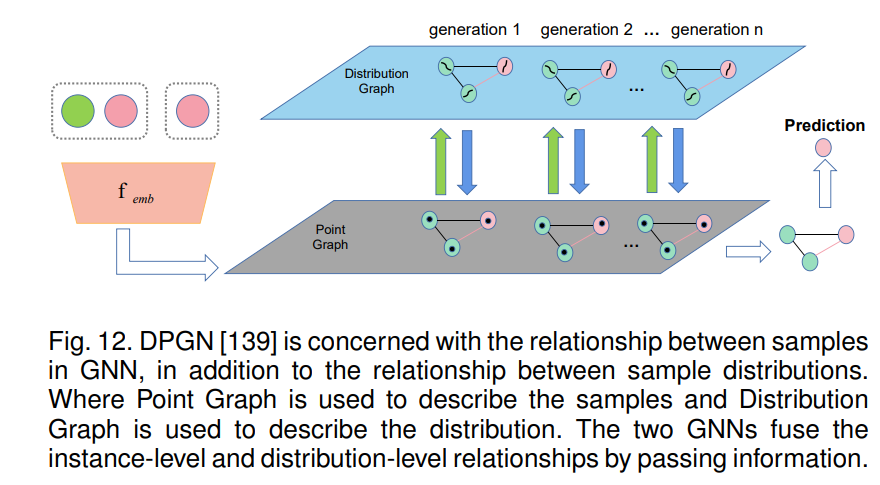 generation 1 generation 2 ... generation n
Distribution
Graph
...
Prediction
f emb
Point
Graph
...
Fig. 12. DPGN [139] is concerned with the relationship between samples
in GNN, in addition to the relationship between sample distributions.
Where Point Graph is used to describe the samples and Distribution
Graph is used to describe the distribution. The two GNNs fuse the
instance-level and distribution-level relationships by passing information.